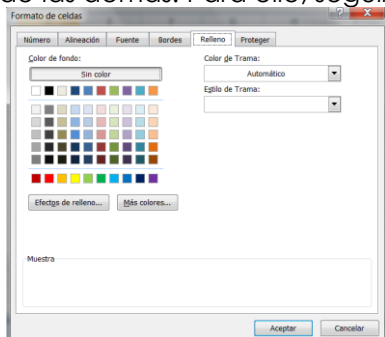 de las demás. Para ello, seguir
Formato de celdas
Número Alineación Fuente Bordes Relleno Proteger
Color de fondo: Color de Trama:
Sin color Automático
Estilo de Trama:
Efectos de relleno... Más colores...
Muestra
Aceptar Cancelar